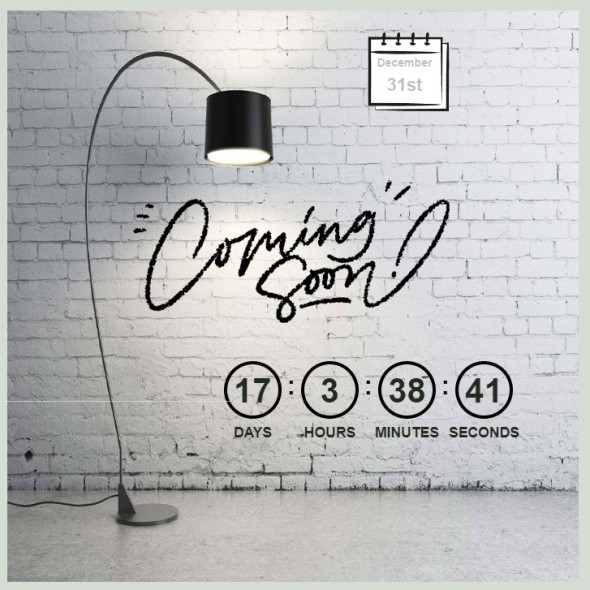 December
31st
Coming
Soon!
17 : 3 : 38 : 41
DAYS HOURS MINUTES SECONDS